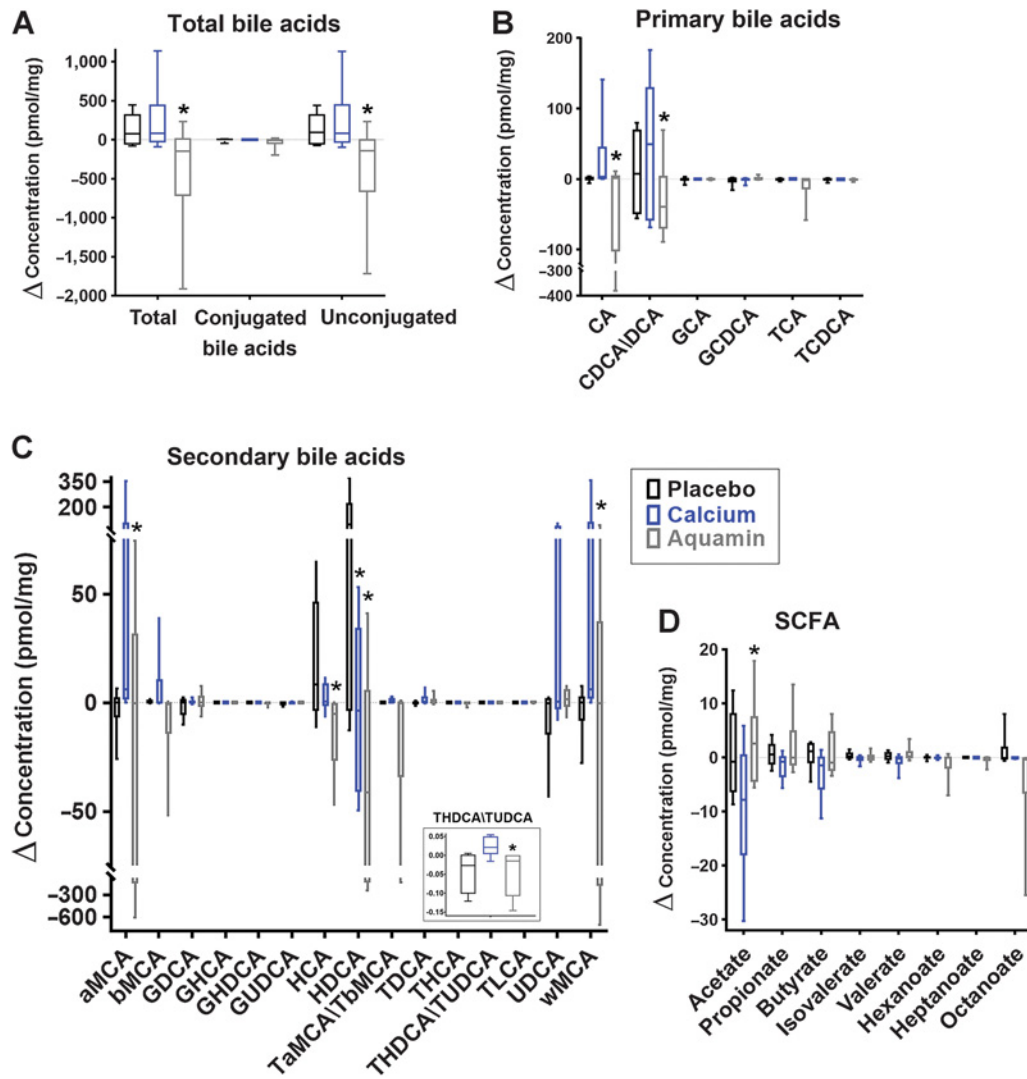 A
Total bile acids
Δ Concentration (pmol/mg)
1,000
500
0
−500
−1,000
−1,500
−2,000
*
*
Total
Conjugated
Unconjugated
bile acids
B
Primary bile acids
Δ Concentration (pmol/mg)
200
100
0
−100
−300
−400
*
*
CA
CDCA\DCA
GCA
GCDCA
TCA
TCDCA
C
Secondary bile acids
Δ Concentration (pmol/mg)
350
200
50
0
−50
−300
−600
*
*
*
*
*
THDCA\TUDCA
0.05
0.00
−0.05
−0.10
−0.15
*
aMCA
bMCA
GDCA
GHCA
GHDCA
GUDCA
HCA
HDCA
TaMCA\TbMCA
TDCA
THCA
THDCA\TUDCA
TLCA
UDCA
wMCA
Placebo
Calcium
Aquamin
D
SCFA
Δ Concentration (pmol/mg)
20
10
0
−10
−20
−30
*
Acetate
Propionate
Butyrate
Isovalerate
Valerate
Hexanoate
Heptanoate
Octanoate